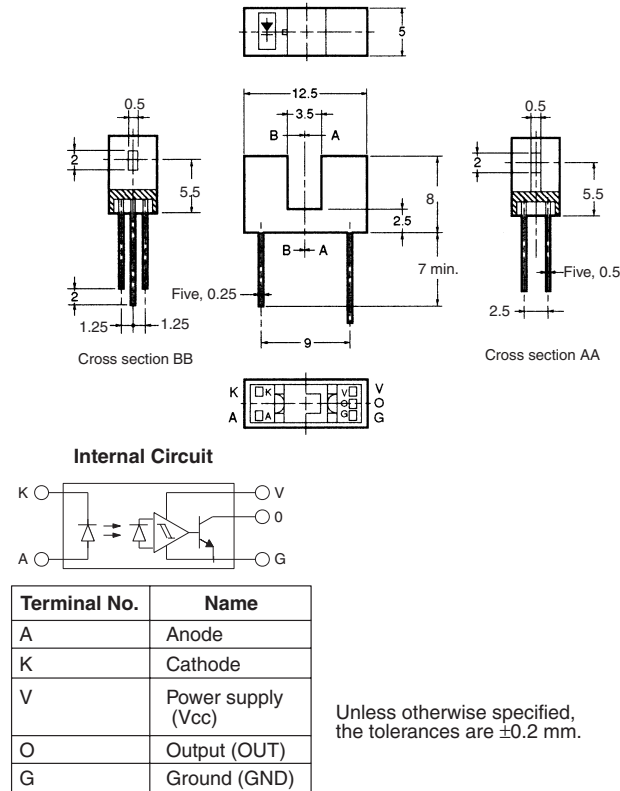 5
12.5
3.5
B A
0.5
2
5.5
8
2.5
B A
7 min.
Five, 0.25
9
2
1.25 1.25
Cross section BB
0.5
2
5.5
Five, 0.5
2.5
Cross section AA
K K V V
O O
A A G G
Internal Circuit
K V
0
A G
Terminal No. Name
A Anode
K Cathode
V Power supply
(Vcc)
O Output (OUT)
G Ground (GND)
Unless otherwise specified,
the tolerances are ±0.2 mm.